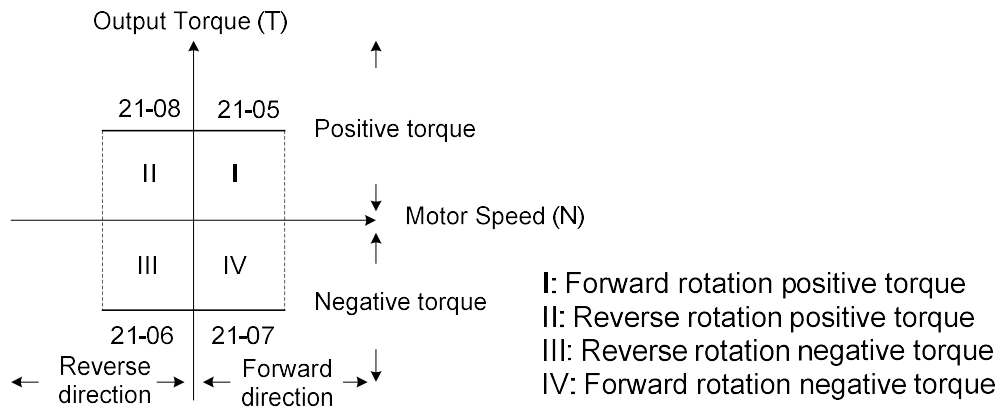 Output Torque (T)
21-08
21-05
Positive torque
II
I
Motor Speed (N)
III
IV
Negative torque
21-06
21-07
Reverse
direction
Forward
direction
I: Forward rotation positive torque
II: Reverse rotation positive torque
III: Reverse rotation negative torque
IV: Forward rotation negative torque